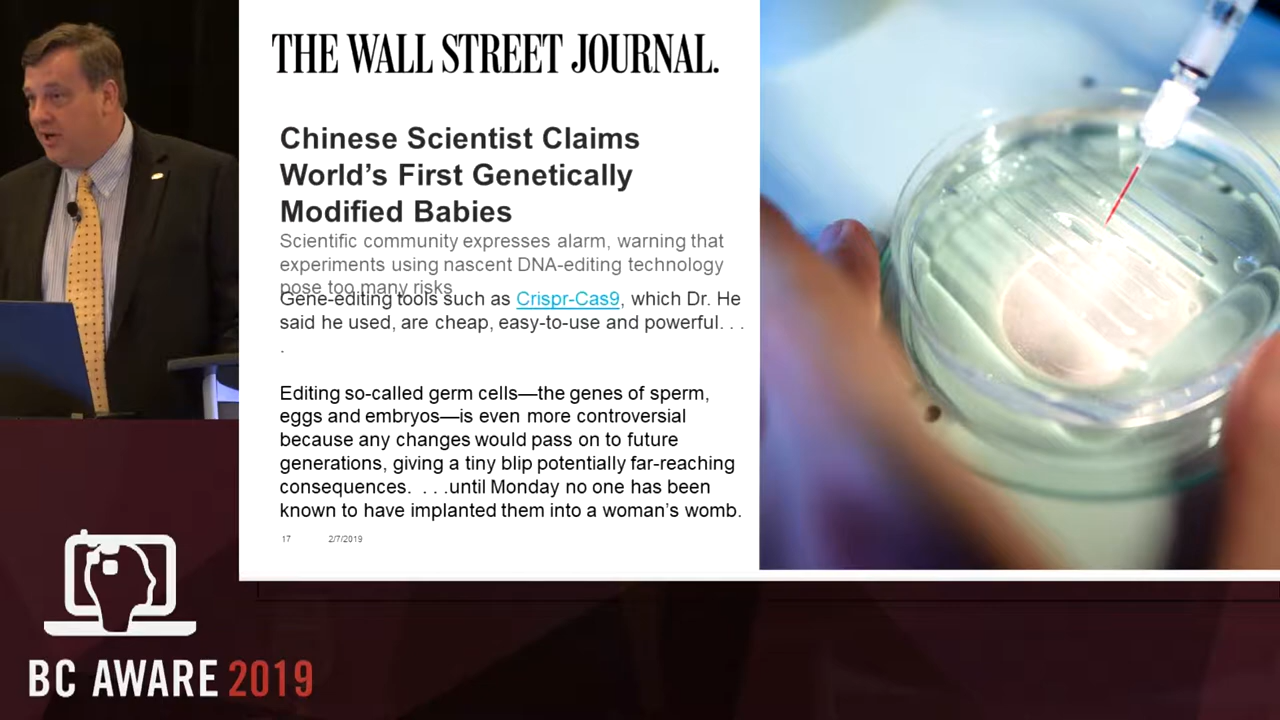 THE WALL STREET JOURNAL.
Chinese Scientist Claims
World’s First Genetically
Modified Babies
Scientific community expresses alarm, warning that
experiments using nascent DNA-editing technology
pose too many risks
Gene-editing tools such as Crispr-Cas9, which Dr. He
said he used, are cheap, easy-to-use and powerful. . .
.
Editing so-called germ cells—the genes of sperm,
eggs and embryos—is even more controversial
because any changes would pass on to future
generations, giving a tiny blip potentially far-reaching
consequences. . . .until Monday no one has been
known to have implanted them into a woman’s womb.
17 2/7/2019
BC AWARE 2019